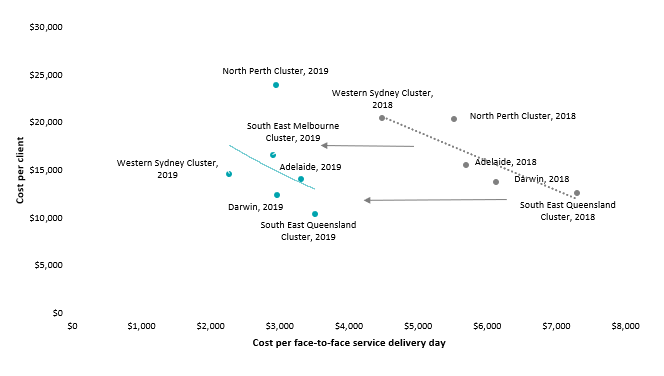 $30,000
$25,000
$20,000
$15,000
$10,000
$5,000
$0
Cost per client
North Perth Cluster, 2019
Western Sydney Cluster,
2018
North Perth Cluster, 2018
South East Melbourne
Cluster, 2019
Western Sydney Cluster,
2019
Adelaide, 2019
Adelaide, 2018
Darwin, 2018
Darwin, 2019
South East Queensland
Cluster, 2018
South East Queensland
Cluster, 2019
$0
$1,000
$2,000
$3,000
$4,000
$5,000
$6,000
$7,000
$8,000
Cost per face-to-face service delivery day